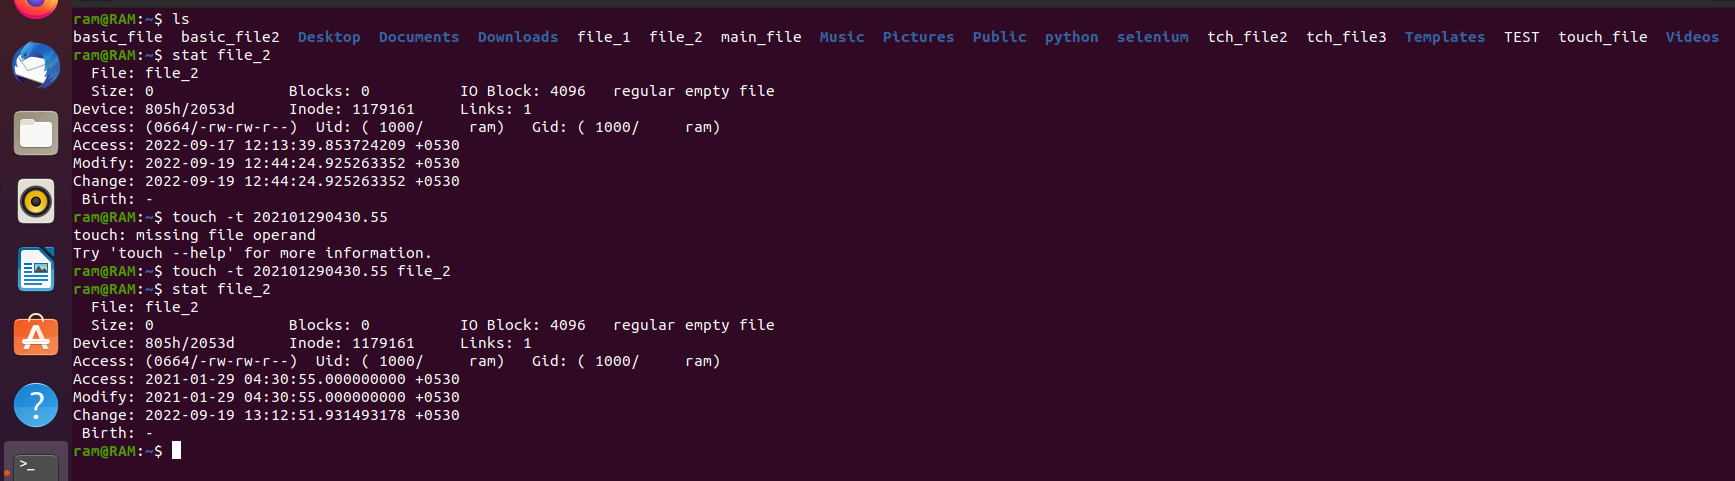 ram@RAM:~$ ls
basic_file  basic_file2  Desktop  Documents  Downloads  file_1  file_2  main_file  Music  Pictures  Public  python  selenium  tch_file2  tch_file3  Templates  TEST  touch_file  Videos
ram@RAM:~$ stat file_2
  File: file_2
  Size: 0               Blocks: 0          IO Block: 4096   regular empty file
Device: 805h/2053d      Inode: 1179161     Links: 1
Access: (0664/-rw-rw-r--)  Uid: ( 1000/     ram)   Gid: ( 1000/     ram)
Access: 2022-09-17 12:13:39.853724209 +0530
Modify: 2022-09-19 12:44:24.925263352 +0530
Change: 2022-09-19 12:44:24.925263352 +0530
 Birth: -
ram@RAM:~$ touch -t 202101290430.55
touch: missing file operand
Try 'touch --help' for more information.
ram@RAM:~$ touch -t 202101290430.55 file_2
ram@RAM:~$ stat file_2
  File: file_2
  Size: 0               Blocks: 0          IO Block: 4096   regular empty file
Device: 805h/2053d      Inode: 1179161     Links: 1
Access: (0664/-rw-rw-r--)  Uid: ( 1000/     ram)   Gid: ( 1000/     ram)
Access: 2021-01-29 04:30:55.000000000 +0530
Modify: 2021-01-29 04:30:55.000000000 +0530
Change: 2022-09-19 13:12:51.931493178 +0530
 Birth: -
ram@RAM:~$